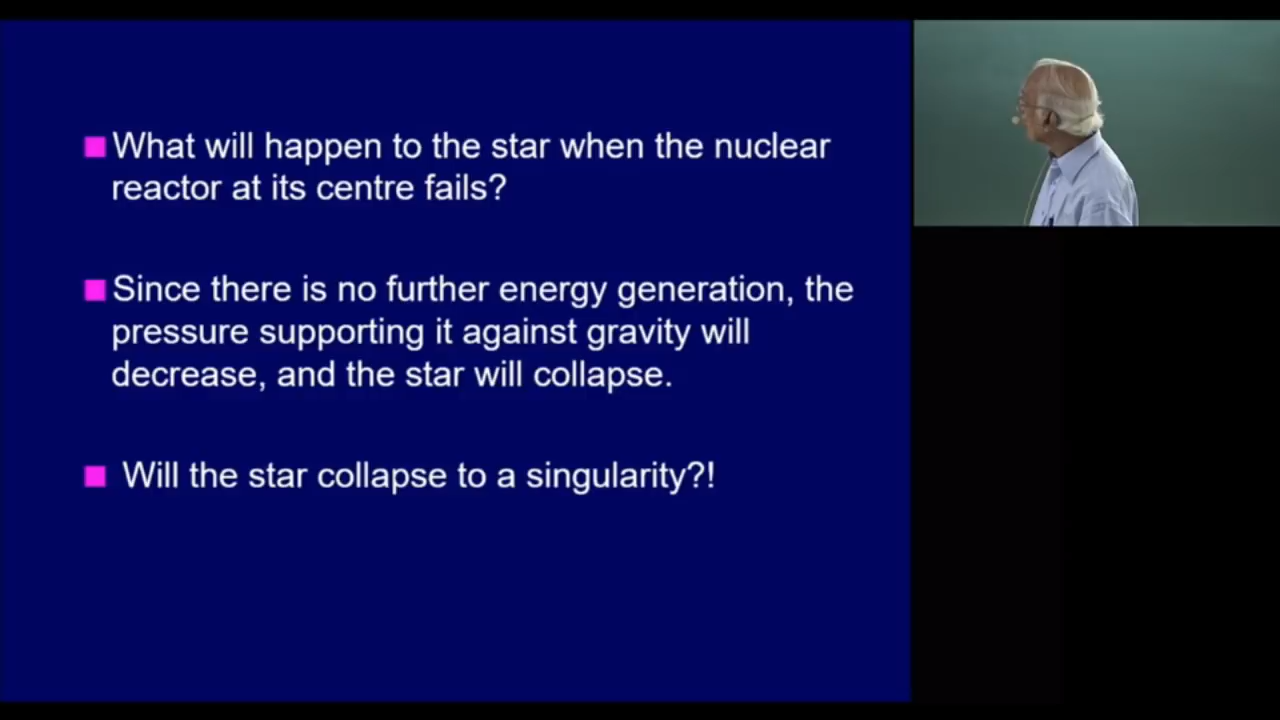 What will happen to the star when the nuclear
reactor at its centre fails?
Since there is no further energy generation, the
pressure supporting it against gravity will
decrease, and the star will collapse.
Will the star collapse to a singularity?!